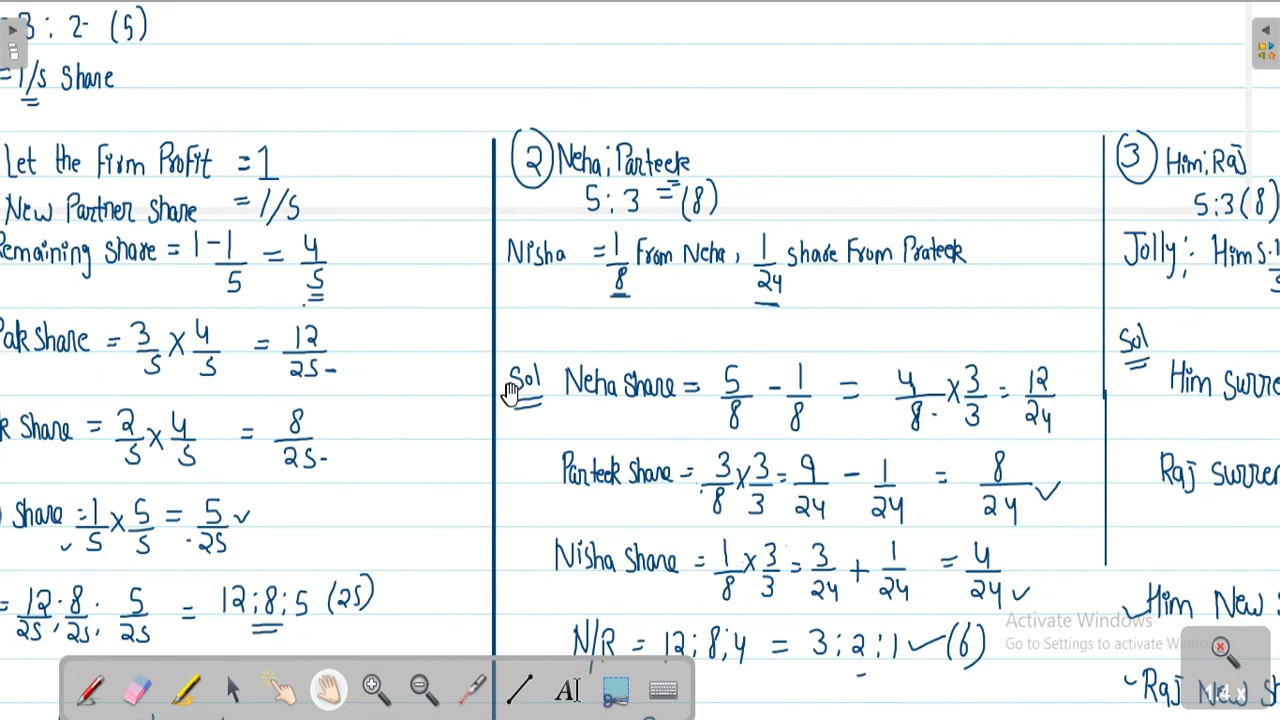 3 : 2 (5)
= 1/5 Share
Let the Firm Profit = 1
New Partner Share = 1/5
Remaining share = 1 - 1/5 = 4/5
Pak Share = 3/5 × 4/5 = 12/25
k Share = 2/5 × 4/5 = 8/25
Share = 1/5 × 5/5 = 5/25 ✓
= 12/25 : 8/25 : 5/25 = 12 : 8 : 5 (25)
② Neha ; Parteek
5 : 3 = (8)
Nisha = 1/8 From Neha, 1/24 share From Prateek
Sol Neha Share = 5/8 - 1/8 = 4/8 × 3/3 = 12/24
Parteek Share = 3/8 × 3/3 = 9/24 - 1/24 = 8/24 ✓
Nisha Share = 1/8 × 3/3 = 3/24 + 1/24 = 4/24 ✓
N/R = 12 : 8 : 4 = 3 : 2 : 1 ✓ (6)
③ Him ; Raj
5 : 3 (8)
Jolly : Him S.
Sol
Him Surre
Raj Surrer
✓ Him New S
Raj New Sh
Activate Windows
Go to Settings to activate Windows.
1.4 x